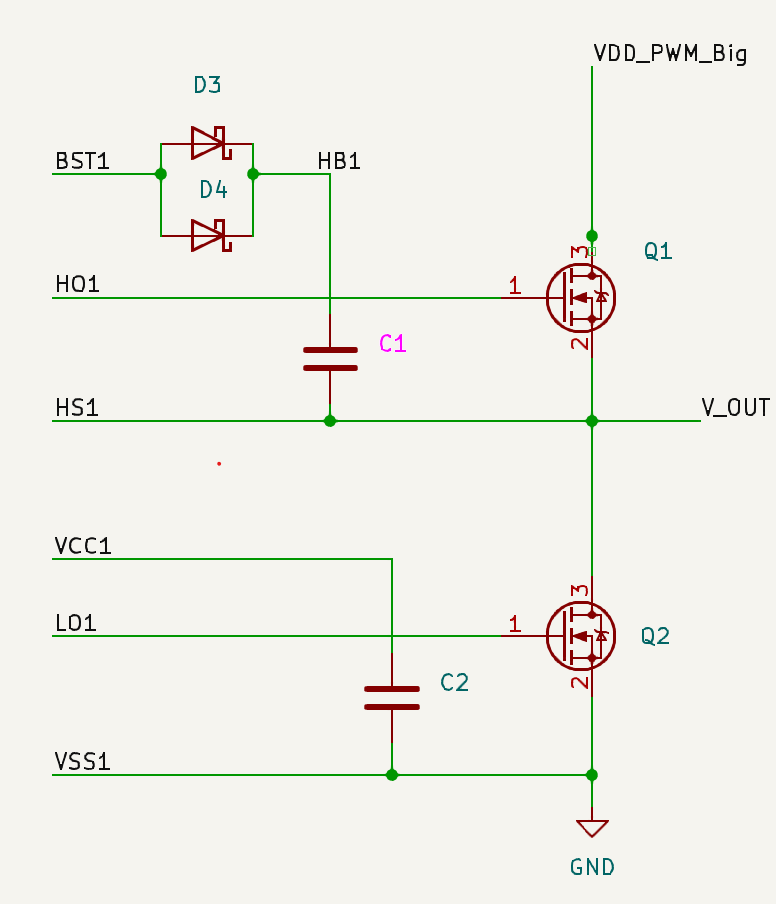 VDD_PWM_Big
D3
BST1
HB1
D4
3
Q1
HO1
1
2
C1
HS1
V_OUT
VCC1
3
LO1
1
Q2
2
C2
VSS1
GND